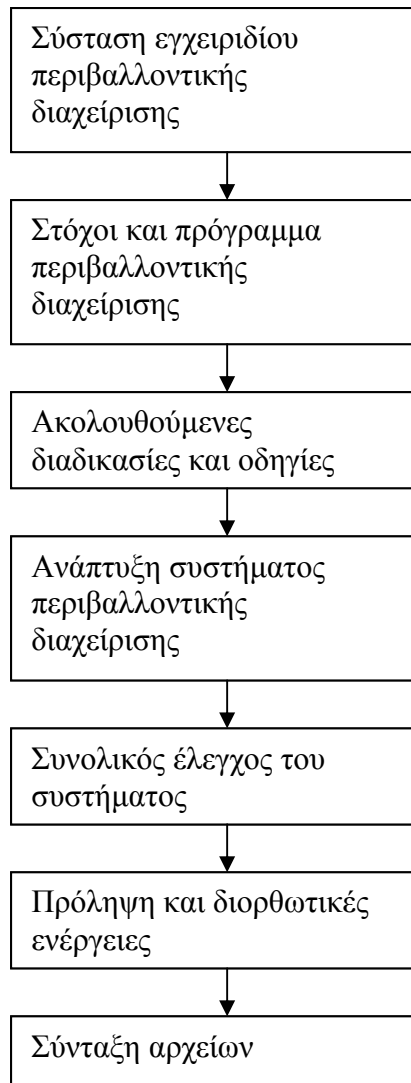 Σύσταση εγχειριδίου
περιβαλλοντικής
διαχείρισης
Στόχοι και πρόγραμμα
περιβαλλοντικής
διαχείρισης
Ακολουθούμενες
διαδικασίες και οδηγίες
Ανάπτυξη συστήματος
περιβαλλοντικής
διαχείρισης
Συνολικός έλεγχος του
συστήματος
Πρόληψη και διορθωτικές
ενέργειες
Σύνταξη αρχείων